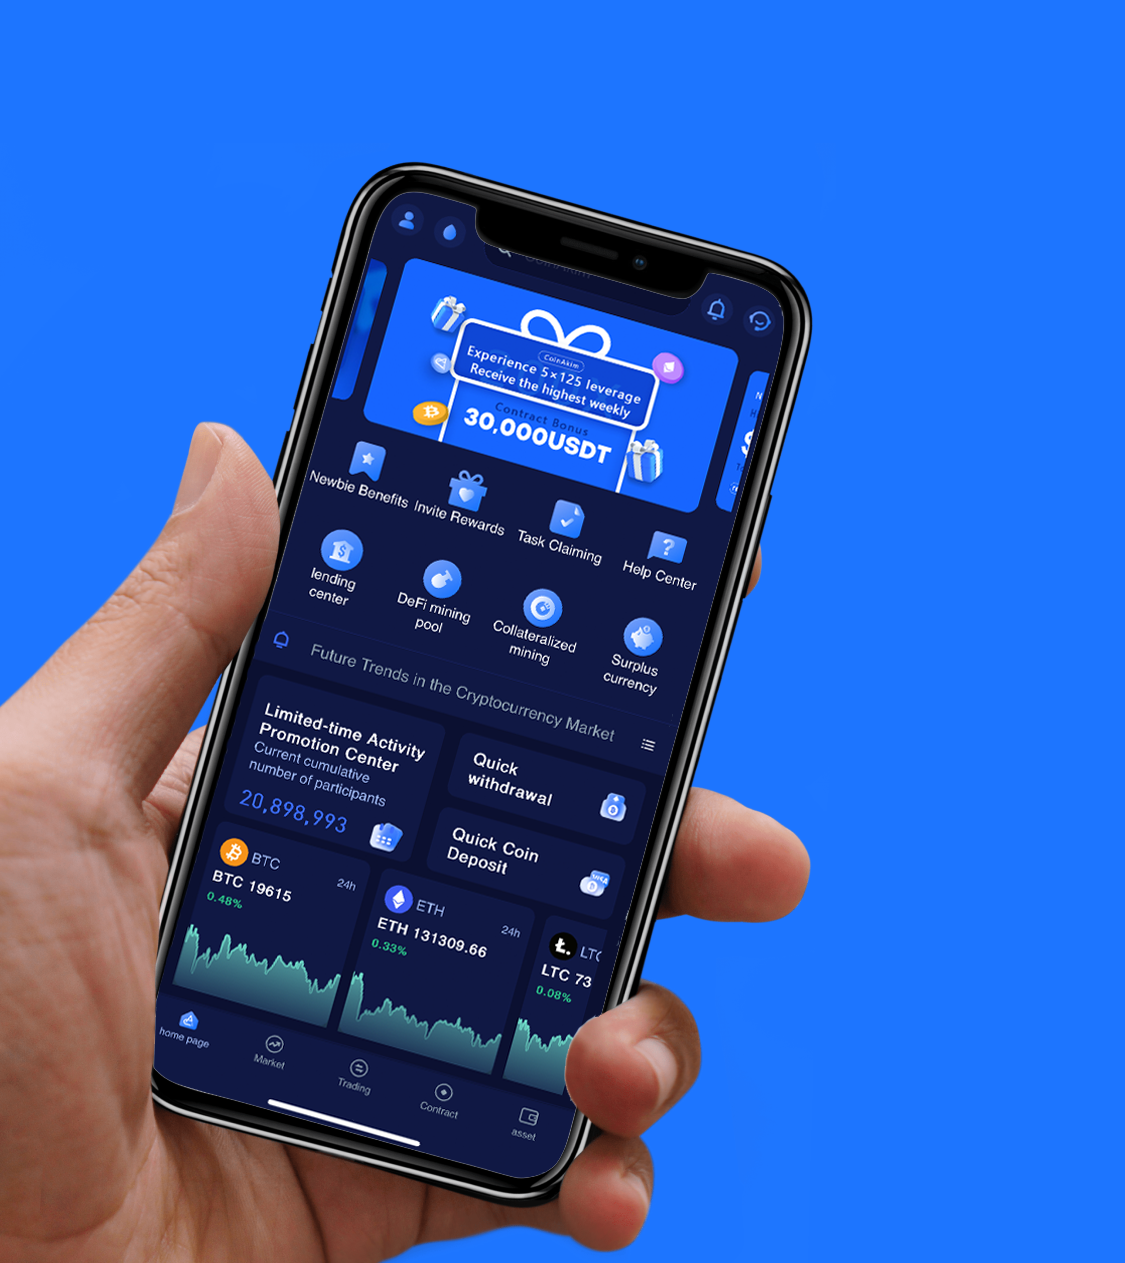 CoinAkim
Experience 5×125 leverage
Receive the highest weekly
Contract Bonus
30,000USDT
Newbie Benefits
Invite Rewards
Task Claiming
Help Center
lending
center
DeFi mining
pool
Collateralized
mining
Surplus
currency
Future Trends in the Cryptocurrency Market
Limited-time Activity
Promotion Center
Current cumulative
number of participants
20,898,993
Quick
withdrawal
Quick Coin
Deposit
VISA
BTC
24h
BTC 19615
0.48%
ETH
24h
ETH 131309.66
0.33%
LTC
LTC 73
0.08%
home page
Market
Trading
Contract
asset